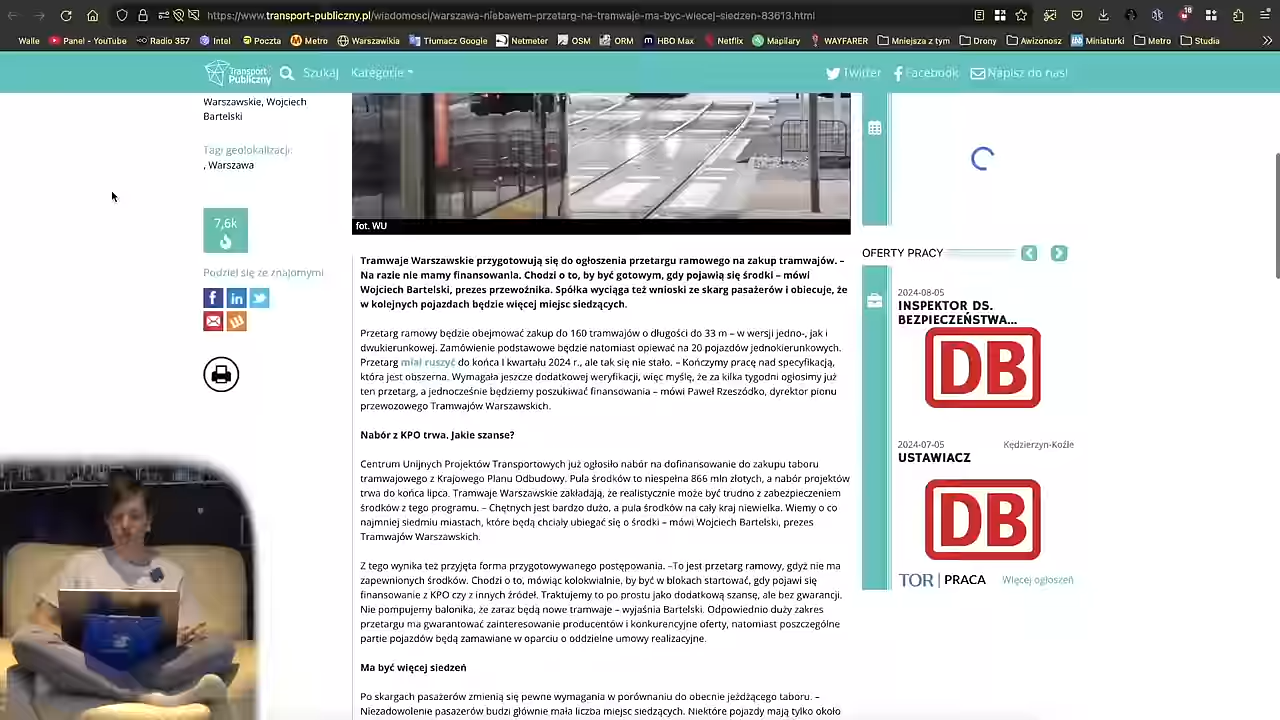 https://www.transport-publiczny.pl/wiadomosci/warszawa-niebawem-przetarg-na-tramwaje-ma-byc-wiecej-siedzen-83613.html
18
Walle
Panel - YouTube
Radio 357
Intel
Poczta
Metro
Warszawikia
Tłumacz Google
Netmeter
OSM
ORM
HBO Max
Netflix
Mapilary
WAYFARER
Mniejsza z tym
Drony
Awizonosz
Miniaturki
Metro
Studia
Transport
Publiczny
Szukaj
Kategorie
Twitter
Facebook
Napisz do nas!
Warszawskie, Wojciech
Bartelski
Tagi geolokalizacji:
, Warszawa
7,6k
Podziel się ze znajomymi
fot. WU
Tramwaje Warszawskie przygotowują się do ogłoszenia przetargu ramowego na zakup tramwajów. –
Na razie nie mamy finansowania. Chodzi o to, by być gotowym, gdy pojawią się środki – mówi
Wojciech Bartelski, prezes przewoźnika. Spółka wyciąga też wnioski ze skarg pasażerów i obiecuje, że
w kolejnych pojazdach będzie więcej miejsc siedzących.
Przetarg ramowy będzie obejmować zakup do 160 tramwajów o długości do 33 m – w wersji jedno-, jak i
dwukierunkowej. Zamówienie podstawowe będzie natomiast opiewać na 20 pojazdów jednokierunkowych.
Przetarg miał ruszyć do końca I kwartału 2024 r., ale tak się nie stało. – Kończymy pracę nad specyfikacją,
która jest obszerna. Wymagała jeszcze dodatkowej weryfikacji, więc myślę, że za kilka tygodni ogłosimy już
ten przetarg, a jednocześnie będziemy poszukiwać finansowania – mówi Paweł Rzeszódko, dyrektor pionu
przewozowego Tramwajów Warszawskich.
Nabór z KPO trwa. Jakie szanse?
Centrum Unijnych Projektów Transportowych już ogłosiło nabór na dofinansowanie do zakupu taboru
tramwajowego z Krajowego Planu Odbudowy. Pula środków to niespełna 866 mln złotych, a nabór projektów
trwa do końca lipca. Tramwaje Warszawskie zakładają, że realistycznie może być trudno z zabezpieczeniem
środków z tego programu. – Chętnych jest bardzo dużo, a pula środków na cały kraj niewielka. Wiemy o co
najmniej siedmiu miastach, które będą chciały ubiegać się o środki – mówi Wojciech Bartelski, prezes
Tramwajów Warszawskich.
Z tego wynika też przyjęta forma przygotowywanego postępowania. –To jest przetarg ramowy, gdyż nie ma
zapewnionych środków. Chodzi o to, mówiąc kolokwialnie, by być w blokach startować, gdy pojawi się
finansowanie z KPO czy z innych źródeł. Traktujemy to po prostu jako dodatkową szansę, ale bez gwarancji.
Nie pompujemy balonika, że zaraz będą nowe tramwaje – wyjaśnia Bartelski. Odpowiednio duży zakres
przetargu ma gwarantować zainteresowanie producentów i konkurencyjne oferty, natomiast poszczególne
partie pojazdów będą zamawiane w oparciu o oddzielne umowy realizacyjne.
Ma być więcej siedzeń
Po skargach pasażerów zmienią się pewne wymagania w porównaniu do obecnie jeżdżącego taboru. –
Niezadowolenie pasażerów budzi głównie mała liczba miejsc siedzących. Niektóre pojazdy mają tylko około
OFERTY PRACY
2024-08-05
INSPEKTOR DS.
BEZPIECZEŃSTWA...
DB
2024-07-05 Kędzierzyn-Koźle
USTAWIACZ
DB
TOR | PRACA Więcej ogłoszeń